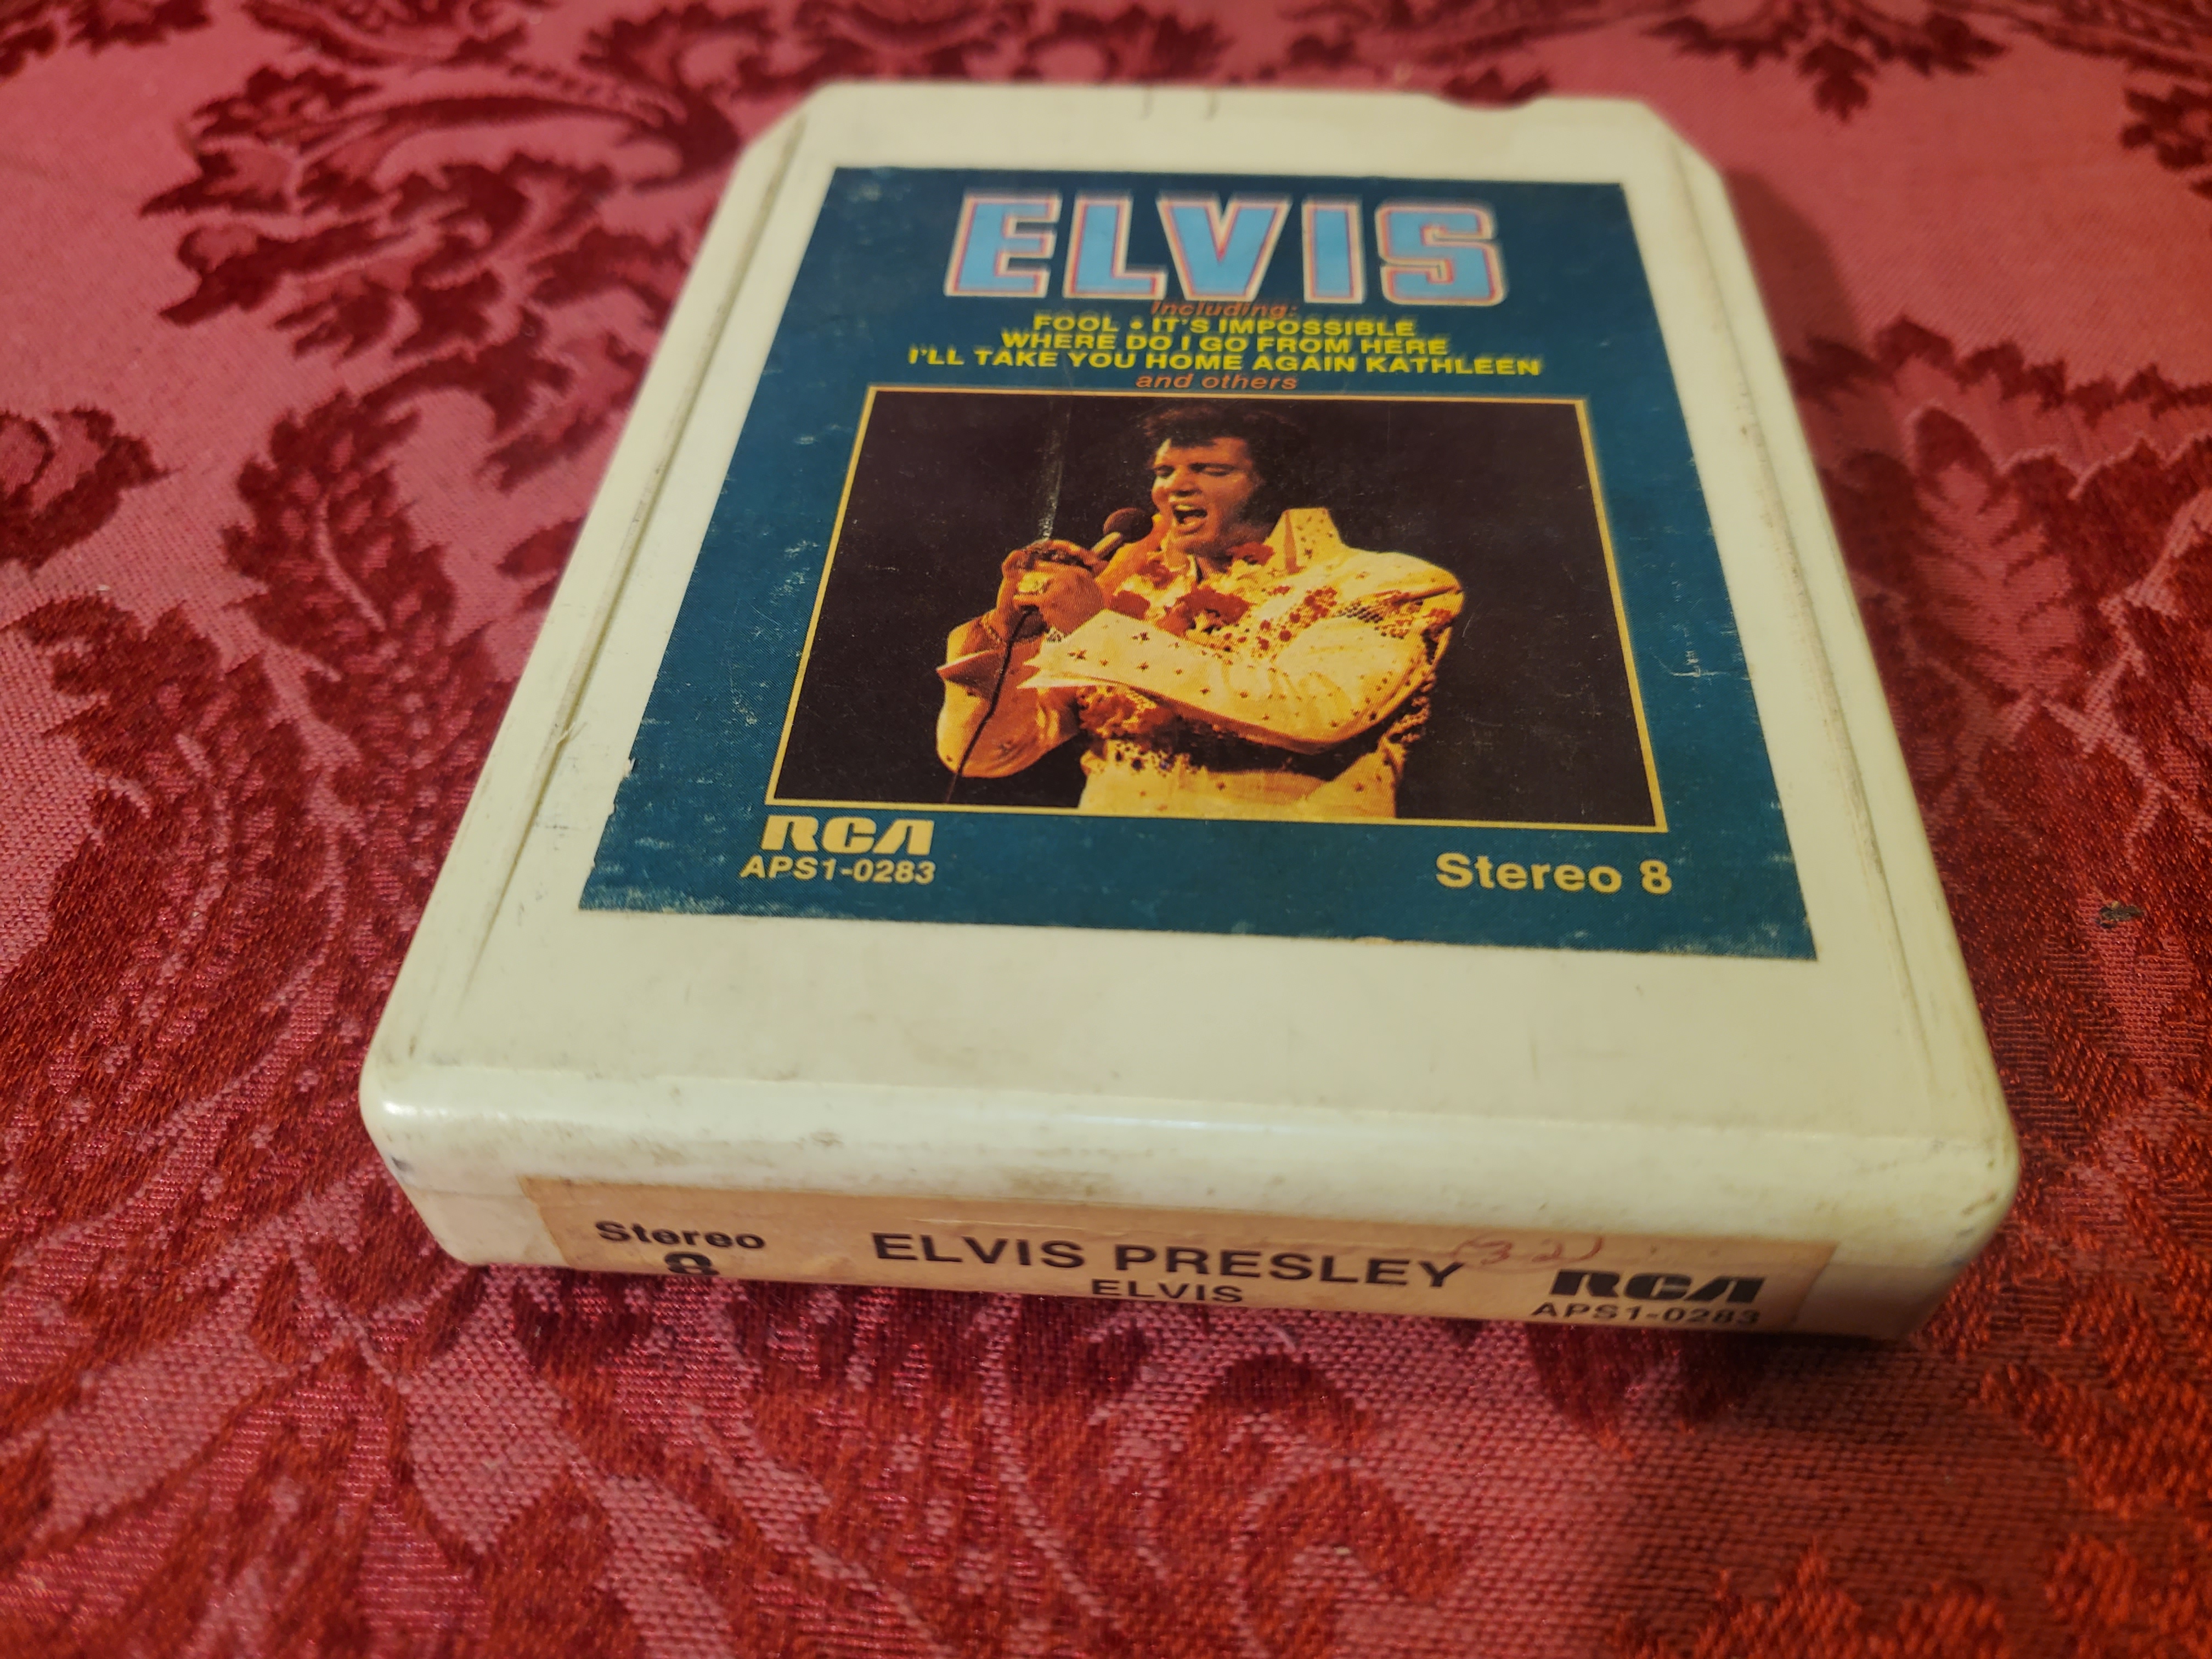 ELVIS
Including:
FOOL • IT'S IMPOSSIBLE
WHERE DO I GO FROM HERE
I'LL TAKE YOU HOME AGAIN KATHLEEN
and others
RCA
APS1-0283
Stereo 8
Stereo
8
ELVIS PRESLEY
ELVIS
(32)
RCA
APS1-0283